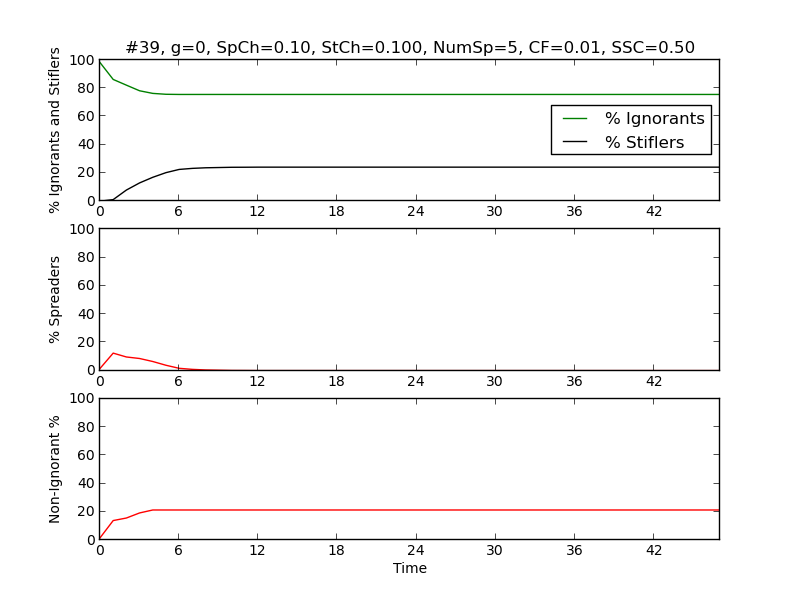 #39, g=0, SpCh=0.10, StCh=0.100, NumSp=5, CF=0.01, SSC=0.50
% Ignorants and Stiflers
100
80
60
40
20
0
% Ignorants
% Stiflers
0 6 12 18 24 30 36 42
% Spreaders
100
80
60
40
20
0
0 6 12 18 24 30 36 42
Non-Ignorant %
100
80
60
40
20
0
0 6 12 18 24 30 36 42
Time